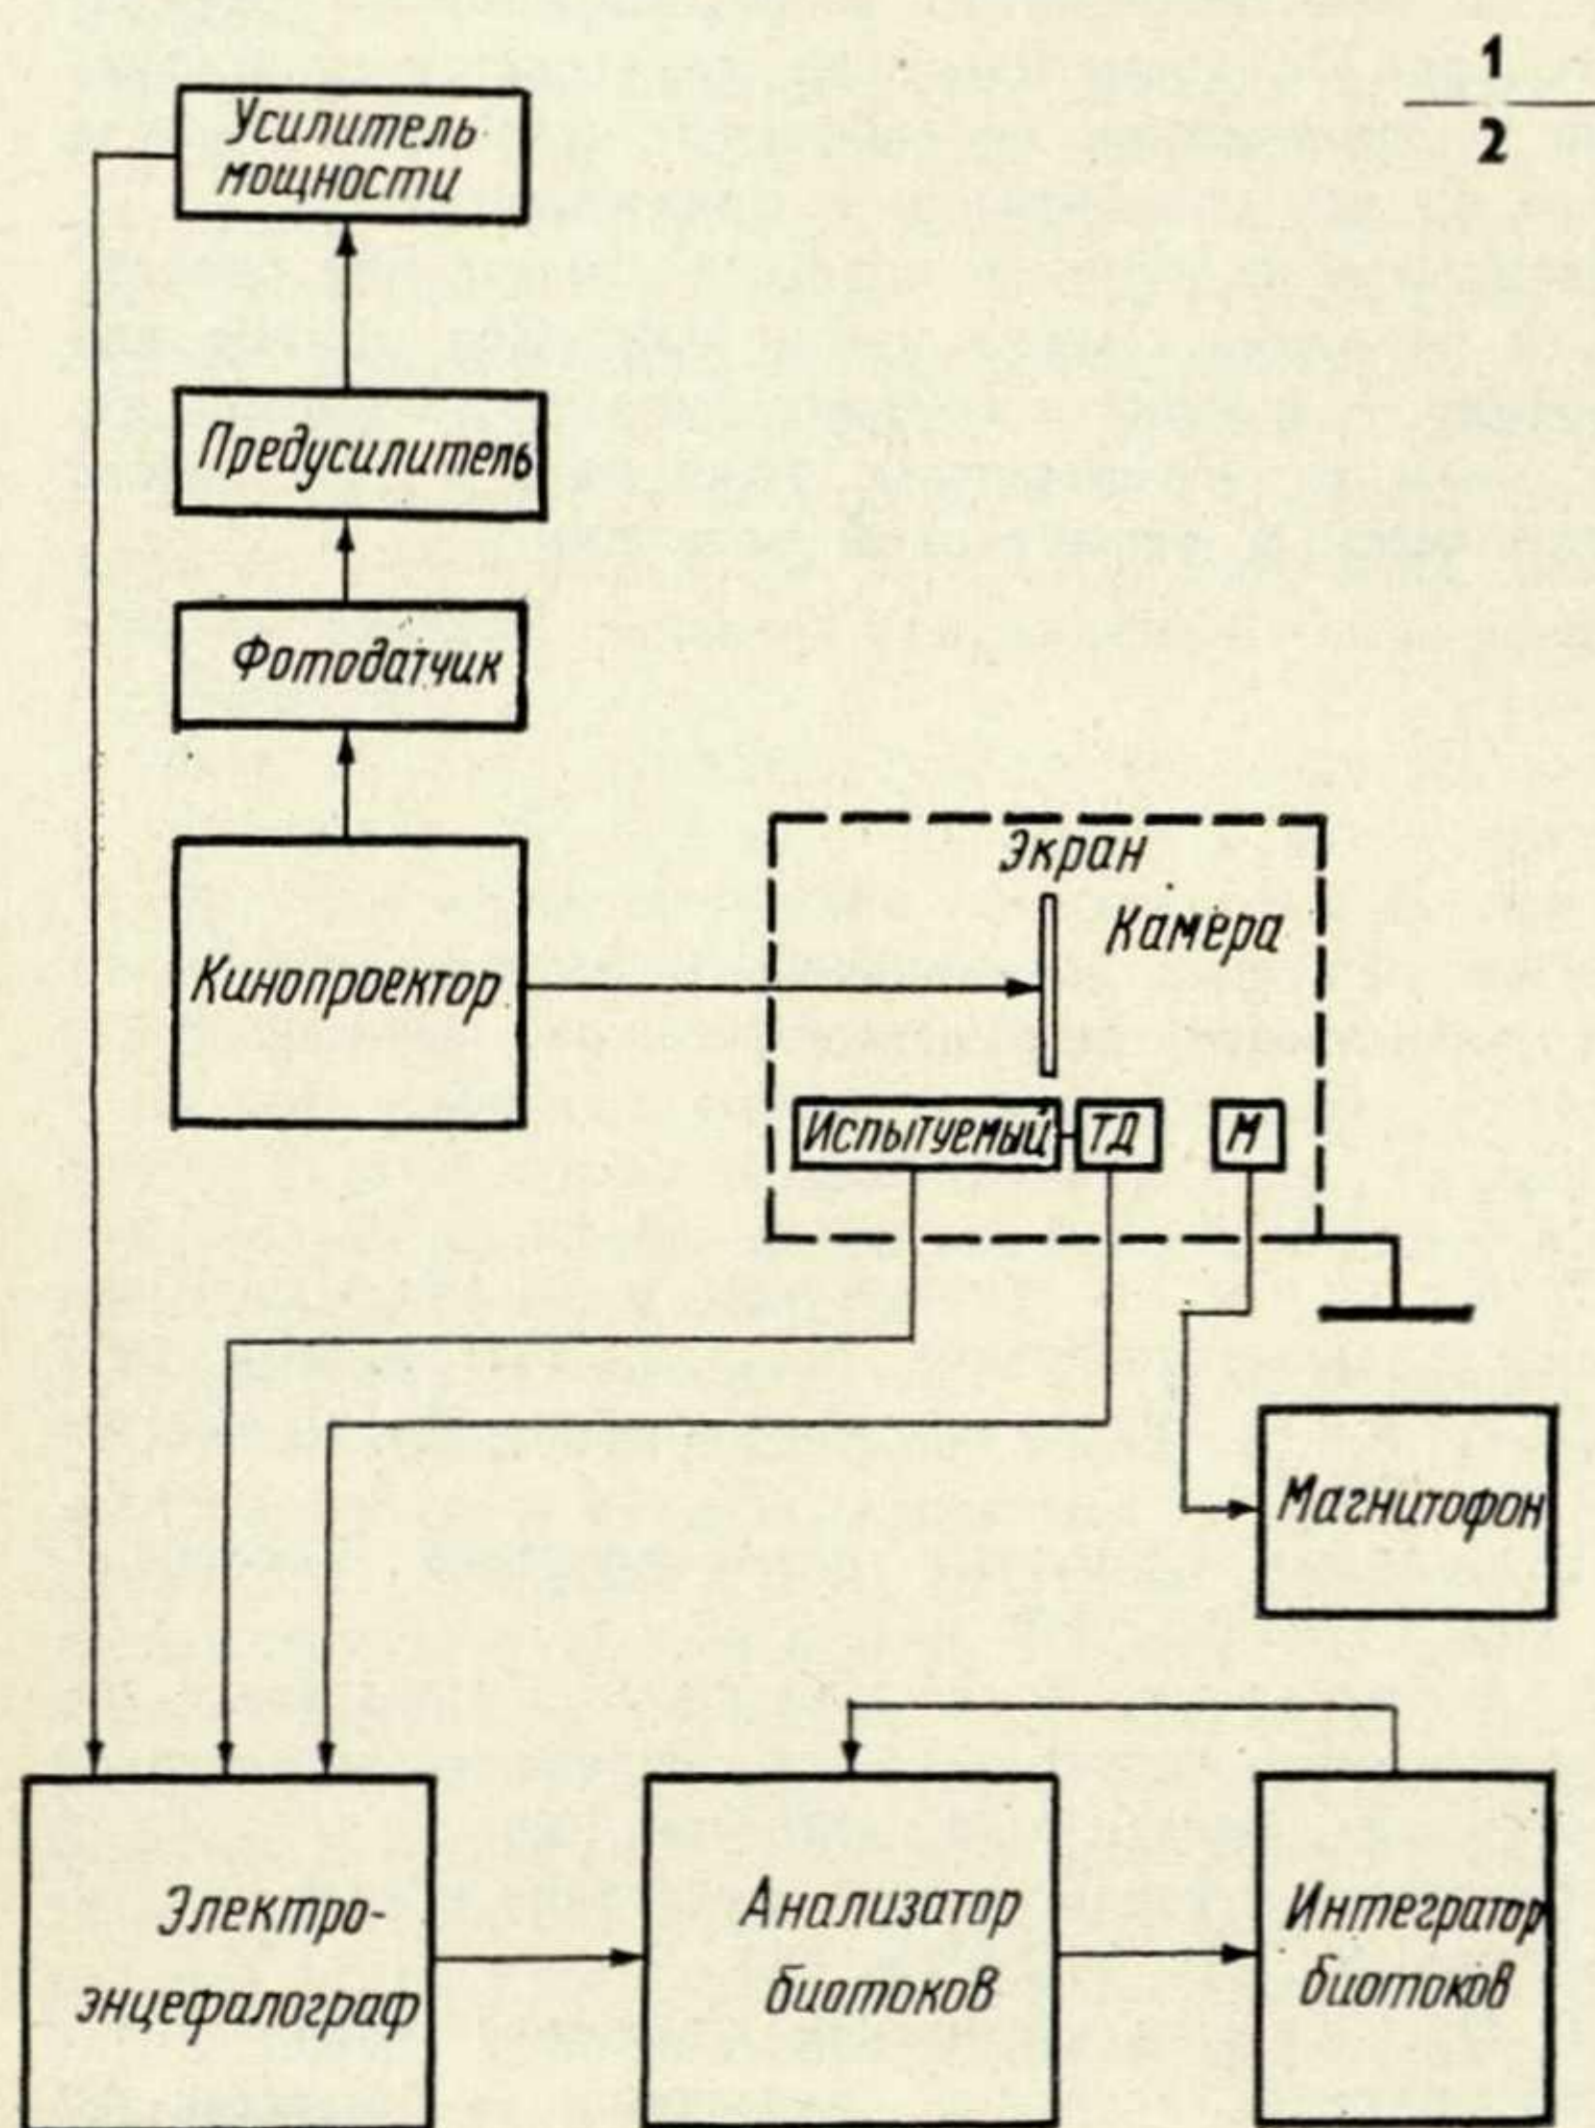 1
2
Усилитель
мощности
Предусилитель
Фотодатчик
Кинопроектор
Экран
Камера
Испытуемый
ТД
М
Магнитофон
Электро-
энцефалограф
Анализатор
биотоков
Интегратор
биотоков